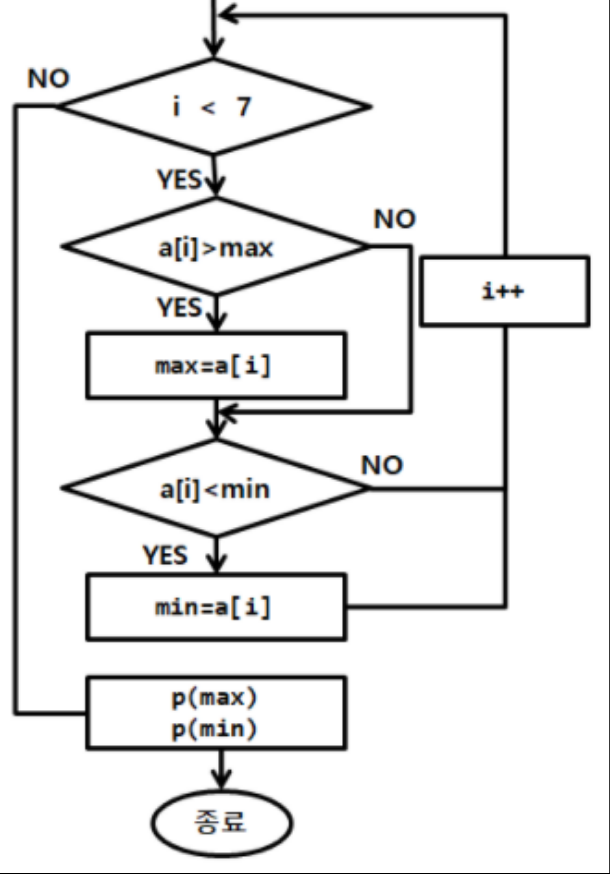 NO
i < 7
YES
NO
a[i]>max
i++
YES
max=a[i]
NO
a[i]<min
YES
min=a[i]
p(max)
p(min)
종료